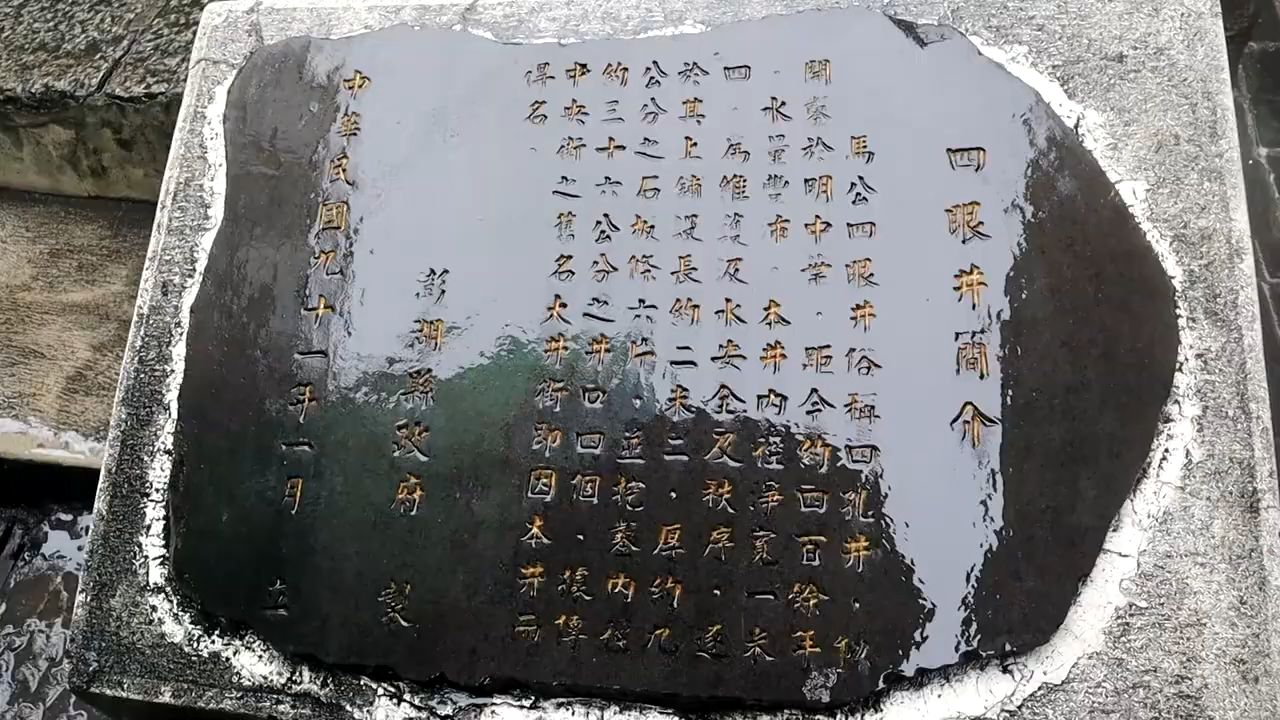 四眼井簡介
馬公四眼井俗稱四孔井,
開鑿於明中葉.距今約四百餘年
.水量豐沛.本井內徑淨寬一米
四.為維護及水安全及秩序.逐
於其上鋪設長約二米二.厚約九
公分之石板條六片.並挖鑿內徑
約三十六公分之井口四個.據傳
中央街之舊名大井街即因本井而
得名.
澎湖縣政府 製
中華民國九十一年一月 立